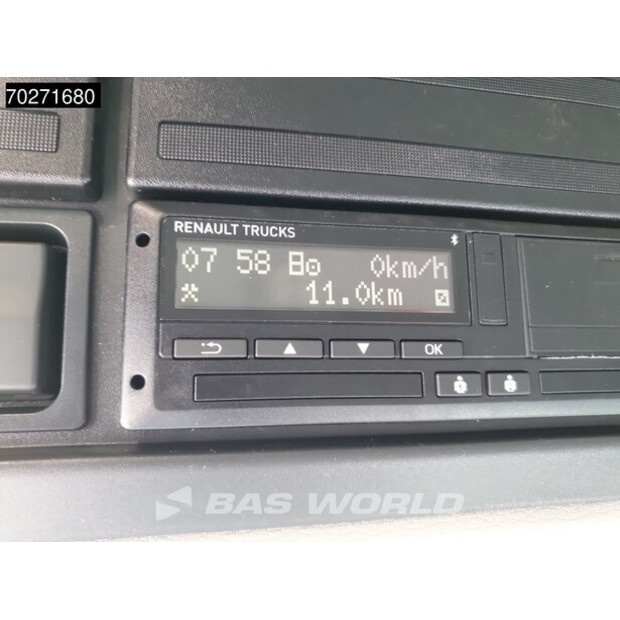 70271680
RENAULT TRUCKS
07 58 0km/h
11.0km
OK
BAS WORLD